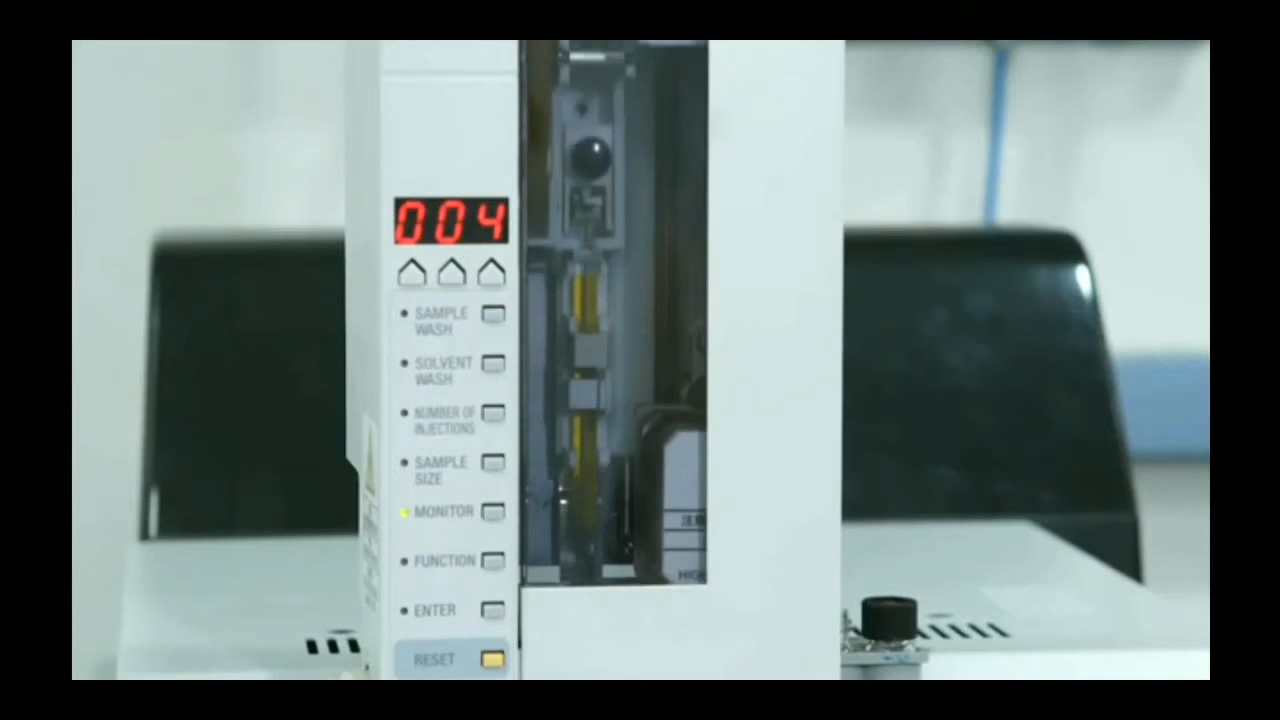 004
SAMPLE
WASH
SOLVENT
WASH
NUMBER OF
INJECTIONS
SAMPLE
SIZE
MONITOR
FUNCTION
ENTER
RESET